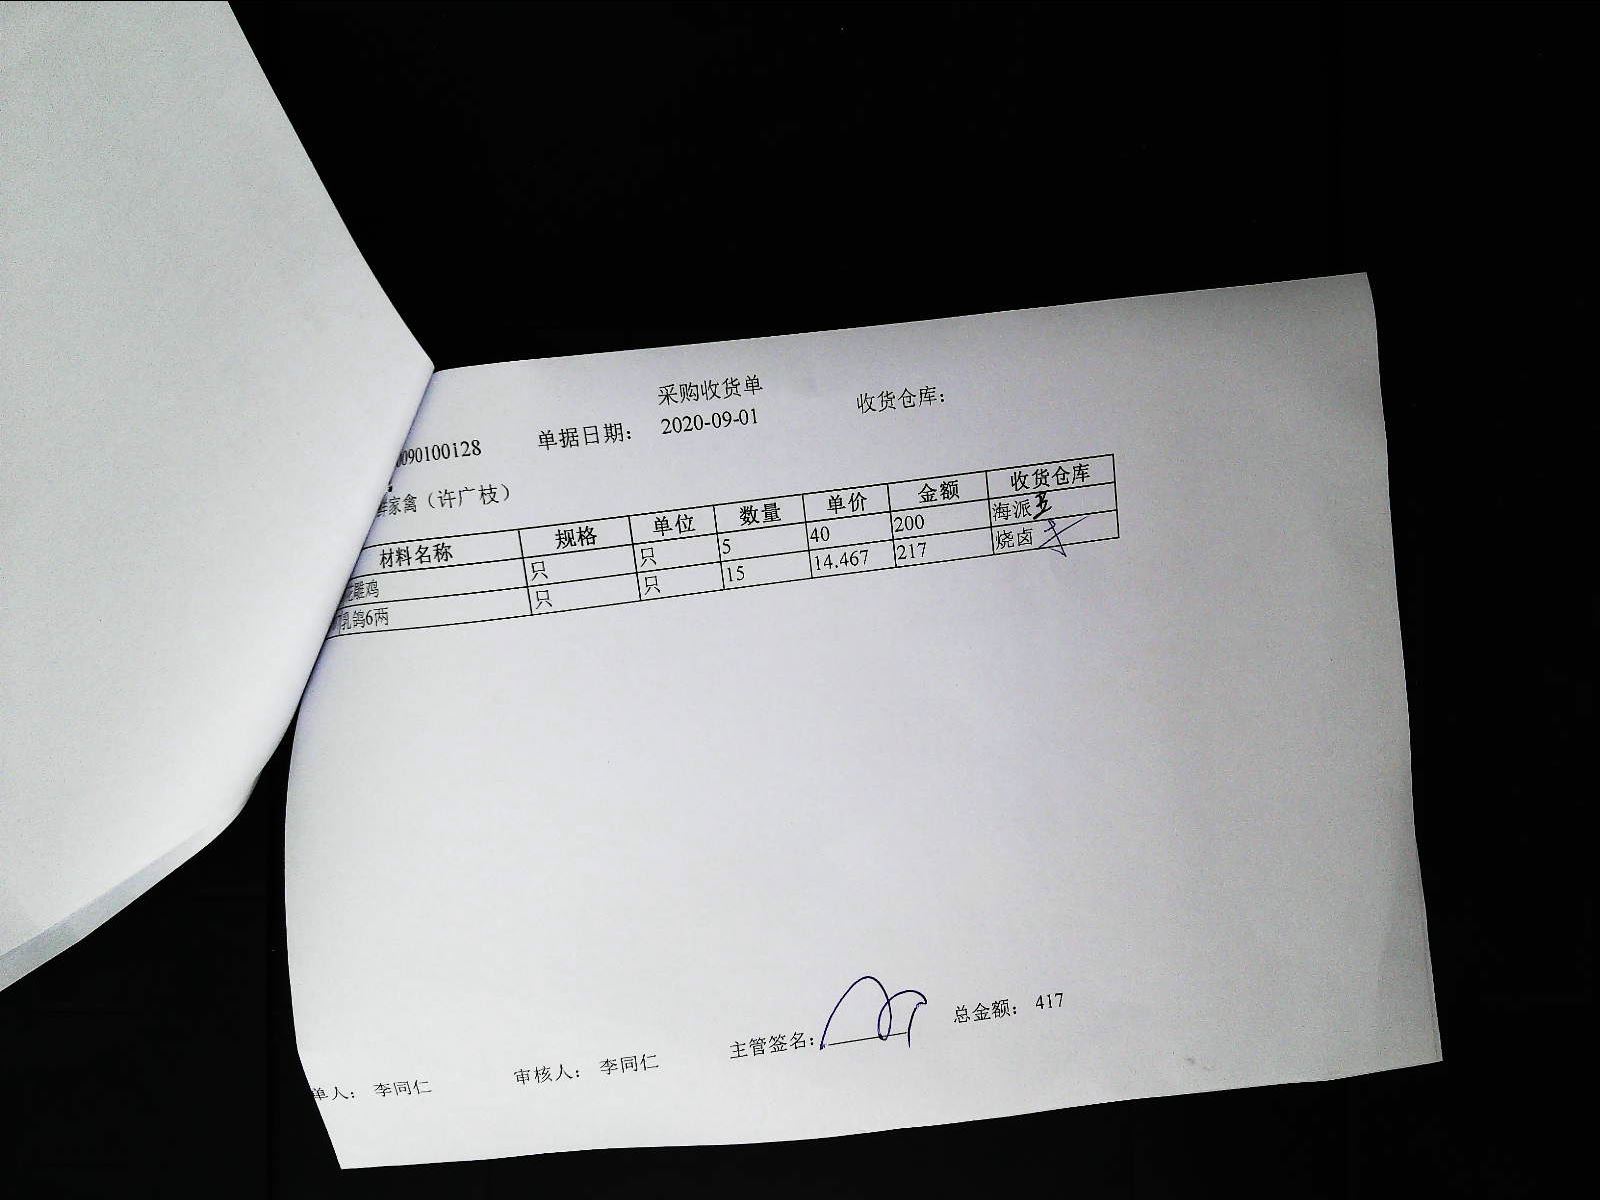 采购收货单
090100128 单据日期: 2020-09-01 收货仓库:
鲜家禽（许广枝）
材料名称 规格 单位 数量 单价 金额 收货仓库
花雕鸡 只 只 5 40 200 海派
乳鸽6两 只 只 15 14.467 217 烧卤
主管签名: 总金额: 417
单人: 李同仁 审核人: 李同仁